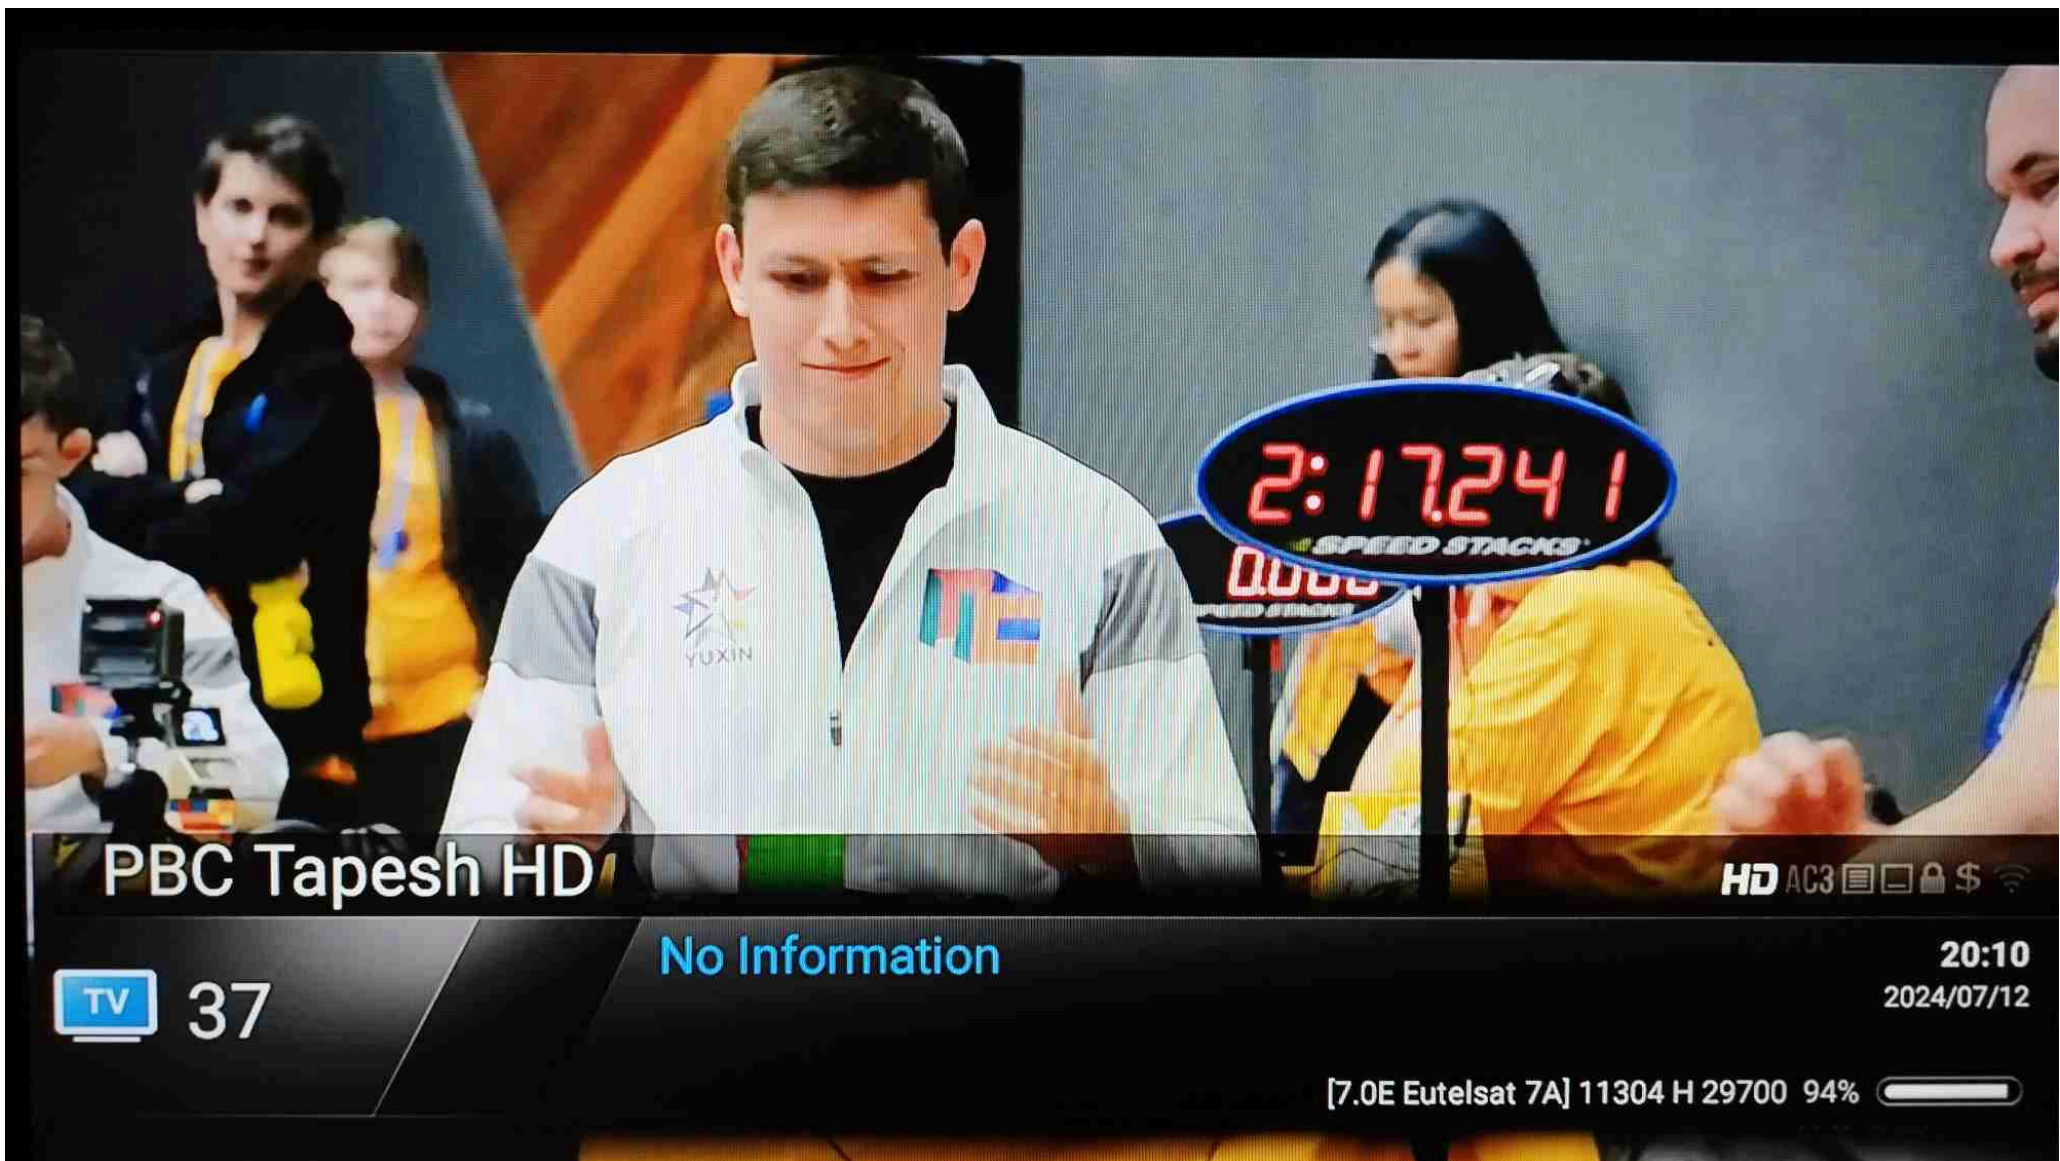 2:17.241
SPEED STACKS
YUXIN
PBC Tapesh HD
HD AC3 $
No Information
20:10
TV 37
2024/07/12
[7.0E Eutelsat 7A] 11304 H 29700 94%